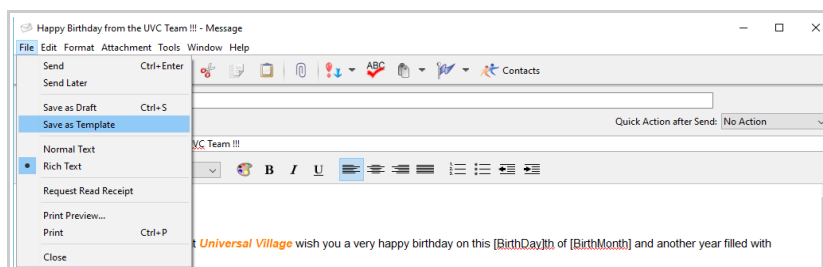 Happy Birthday from the UVC Team !!! - Message
File Edit Format Attachment Tools Window Help
Send Ctrl+Enter
Contacts
Send Later
Save as Draft Ctrl+S
Quick Action after Send: No Action
Save as Template
Normal Text
VC Team !!!
Rich Text
B I U
Request Read Receipt
Print Preview...
Print Ctrl+P
t Universal Village wish you a very happy birthday on this [BirthDay]th of [BirthMonth] and another year filled with
Close